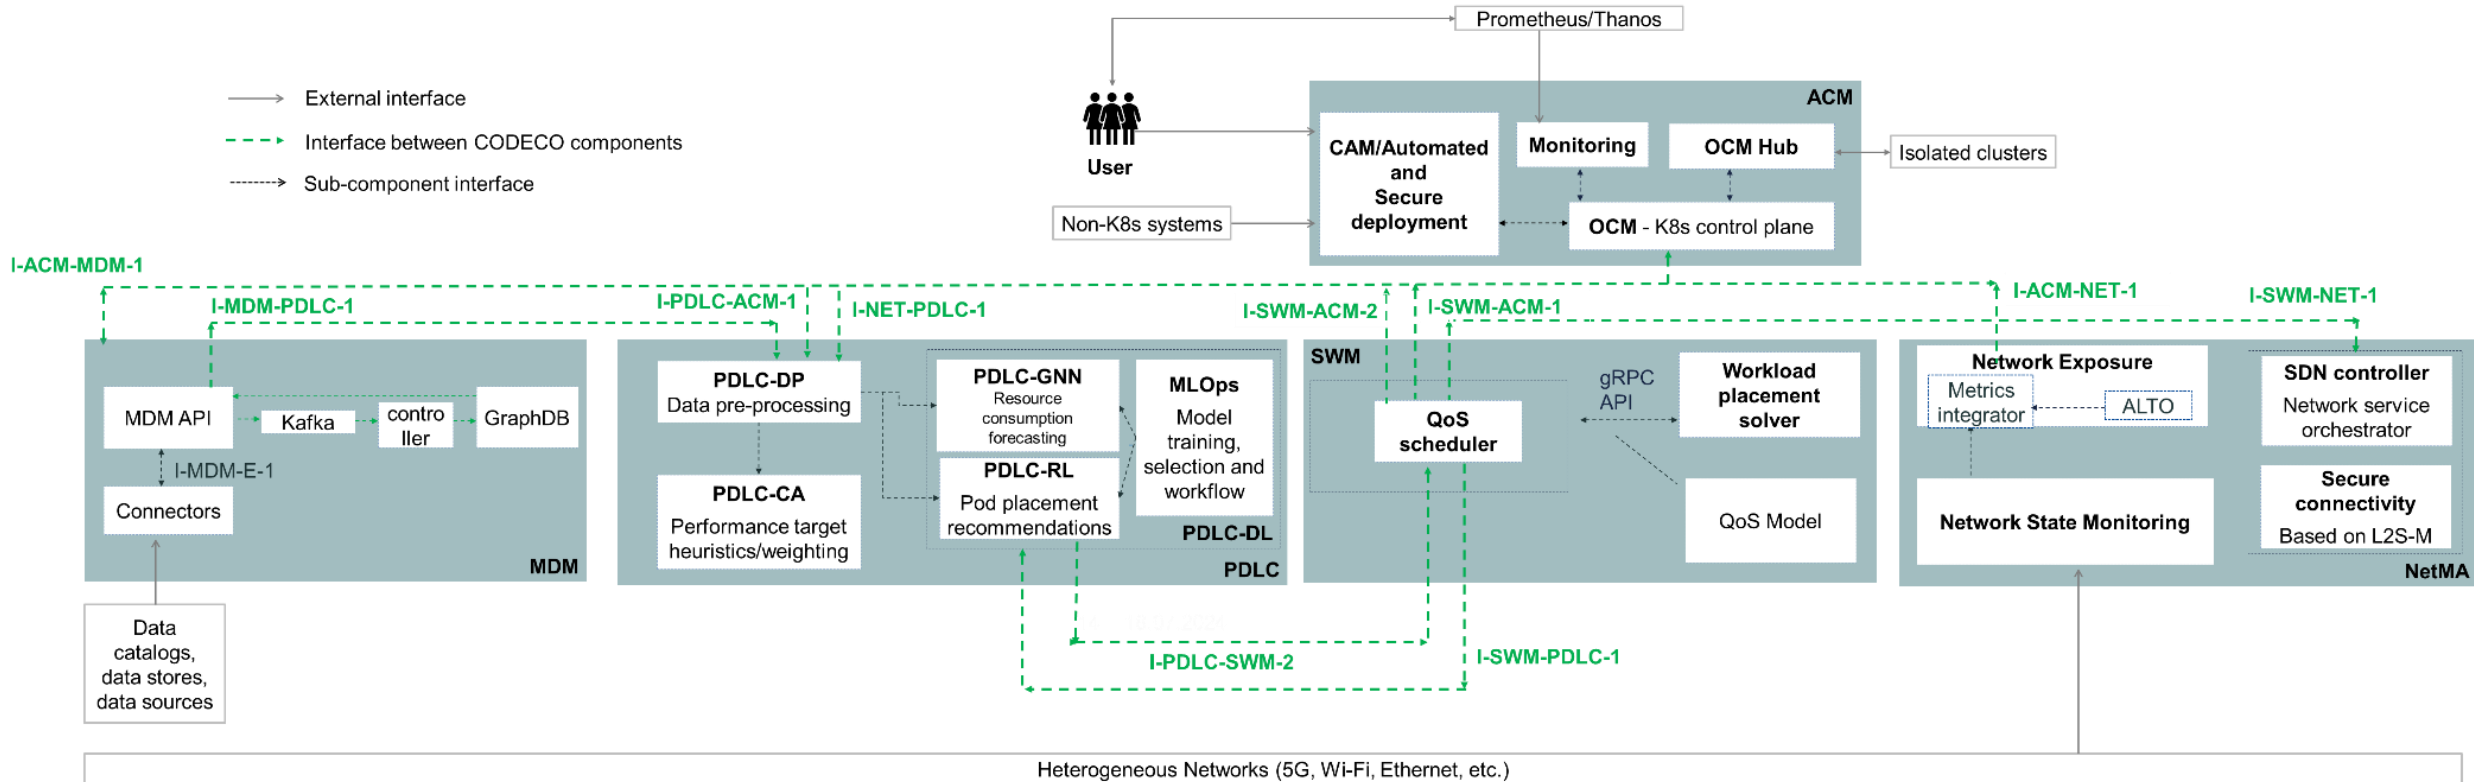 Prometheus/Thanos
External interface
Interface between CODECO components
Sub-component interface
User
Non-K8s systems
ACM
CAM/Automated
and
Secure
deployment
Monitoring
OCM Hub
OCM - K8s control plane
Isolated clusters
I-ACM-MDM-1
I-MDM-PDLC-1
I-PDLC-ACM-1
I-NET-PDLC-1
I-SWM-ACM-2
I-SWM-ACM-1
I-ACM-NET-1
I-SWM-NET-1
MDM API
Kafka
contro
ller
GraphDB
I-MDM-E-1
Connectors
MDM
Data
catalogs,
data stores,
data sources
PDLC-DP
Data pre-processing
PDLC-CA
Performance target
heuristics/weighting
PDLC-GNN
Resource
consumption
forecasting
PDLC-RL
Pod placement
recommendations
MLOps
Model
training,
selection and
workflow
PDLC-DL
PDLC
SWM
QoS
scheduler
gRPC
API
Workload
placement
solver
QoS Model
I-PDLC-SWM-2
I-SWM-PDLC-1
Network Exposure
Metrics
integrator
ALTO
Network State Monitoring
SDN controller
Network service
orchestrator
Secure
connectivity
Based on L2S-M
NetMA
Heterogeneous Networks (5G, Wi-Fi, Ethernet, etc.)